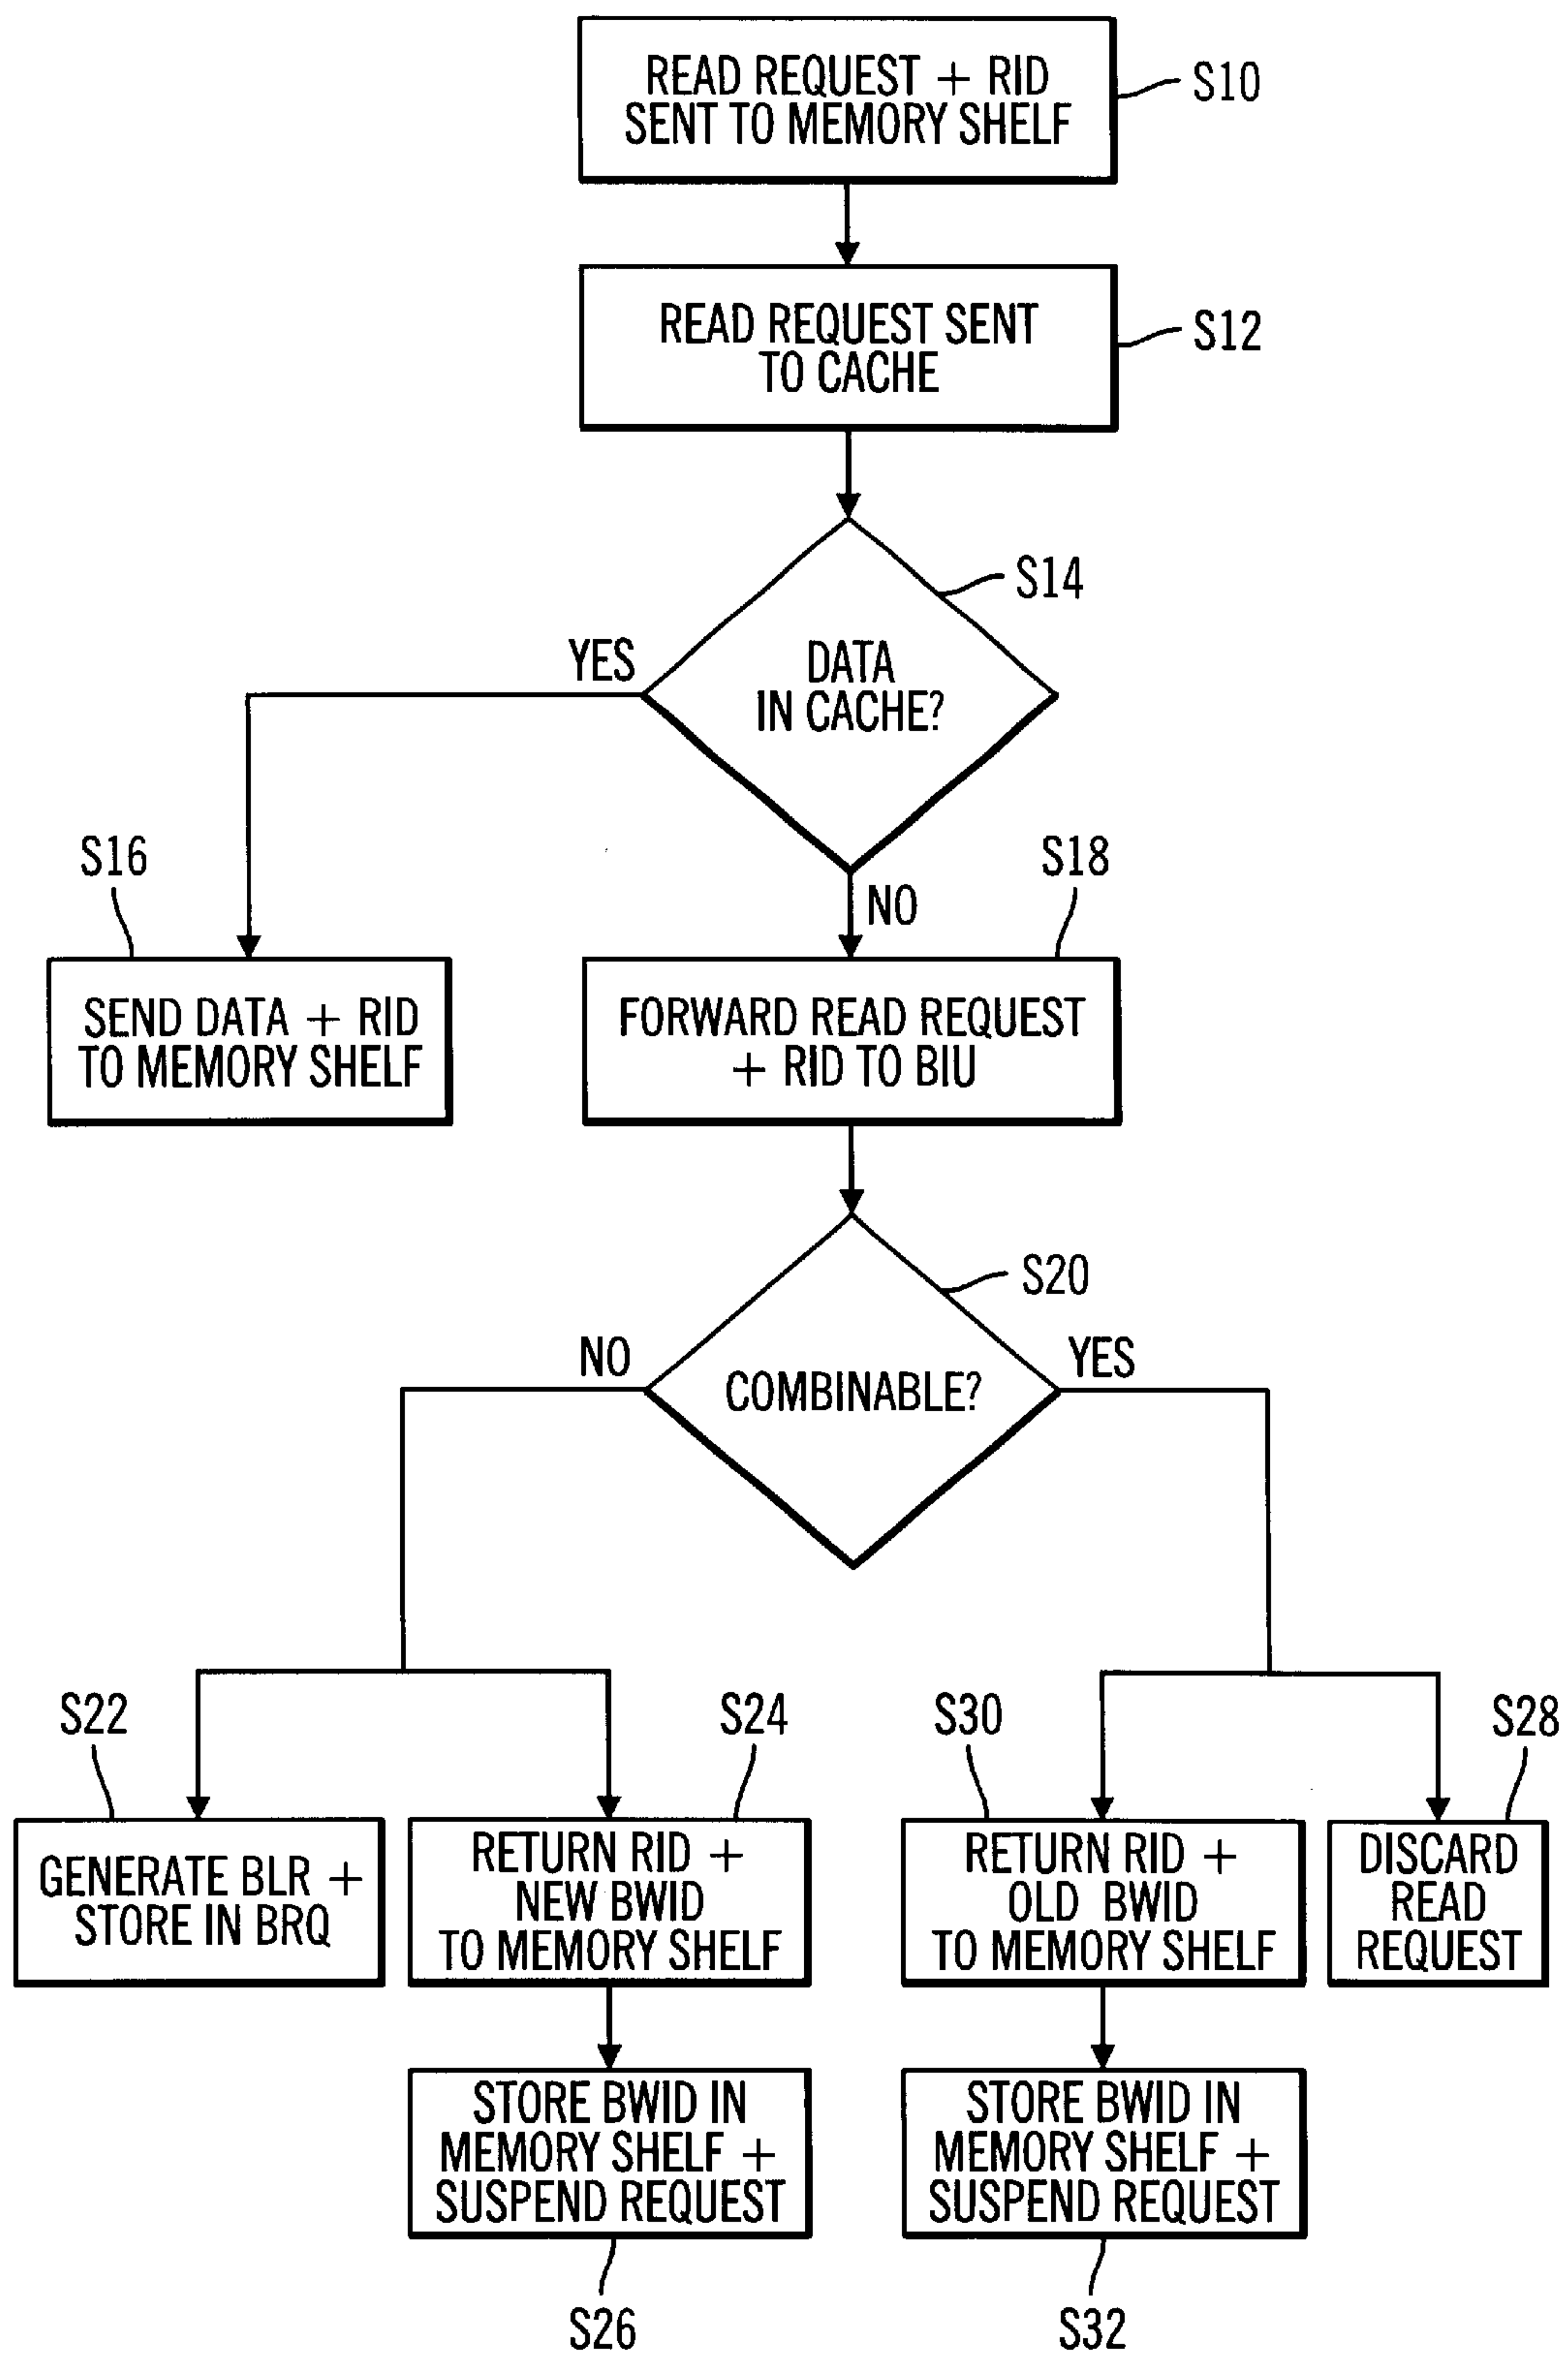 READ REQUEST + RID
SENT TO MEMORY SHELF
S10
READ REQUEST SENT
TO CACHE
S12
S14
YES
DATA
IN CACHE?
S16
S18
NO
SEND DATA + RID
TO MEMORY SHELF
FORWARD READ REQUEST
+ RID TO BIU
S20
NO
YES
COMBINABLE?
S22
S24
S30
S28
GENERATE BLR +
STORE IN BRQ
RETURN RID +
NEW BWID
TO MEMORY SHELF
RETURN RID +
OLD BWID
TO MEMORY SHELF
DISCARD
READ
REQUEST
STORE BWID IN
MEMORY SHELF +
SUSPEND REQUEST
STORE BWID IN
MEMORY SHELF +
SUSPEND REQUEST
S26
S32